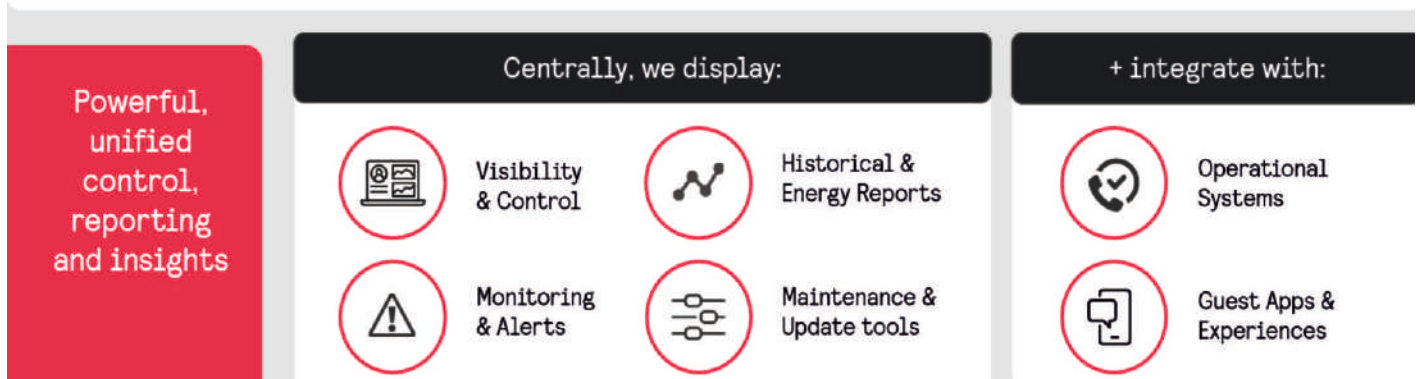 Powerful,
unified
control,
reporting
and insights
Centrally, we display:
Visibility
& Control
Historical &
Energy Reports
Monitoring
& Alerts
Maintenance &
Update tools
+ integrate with:
Operational
Systems
Guest Apps &
Experiences